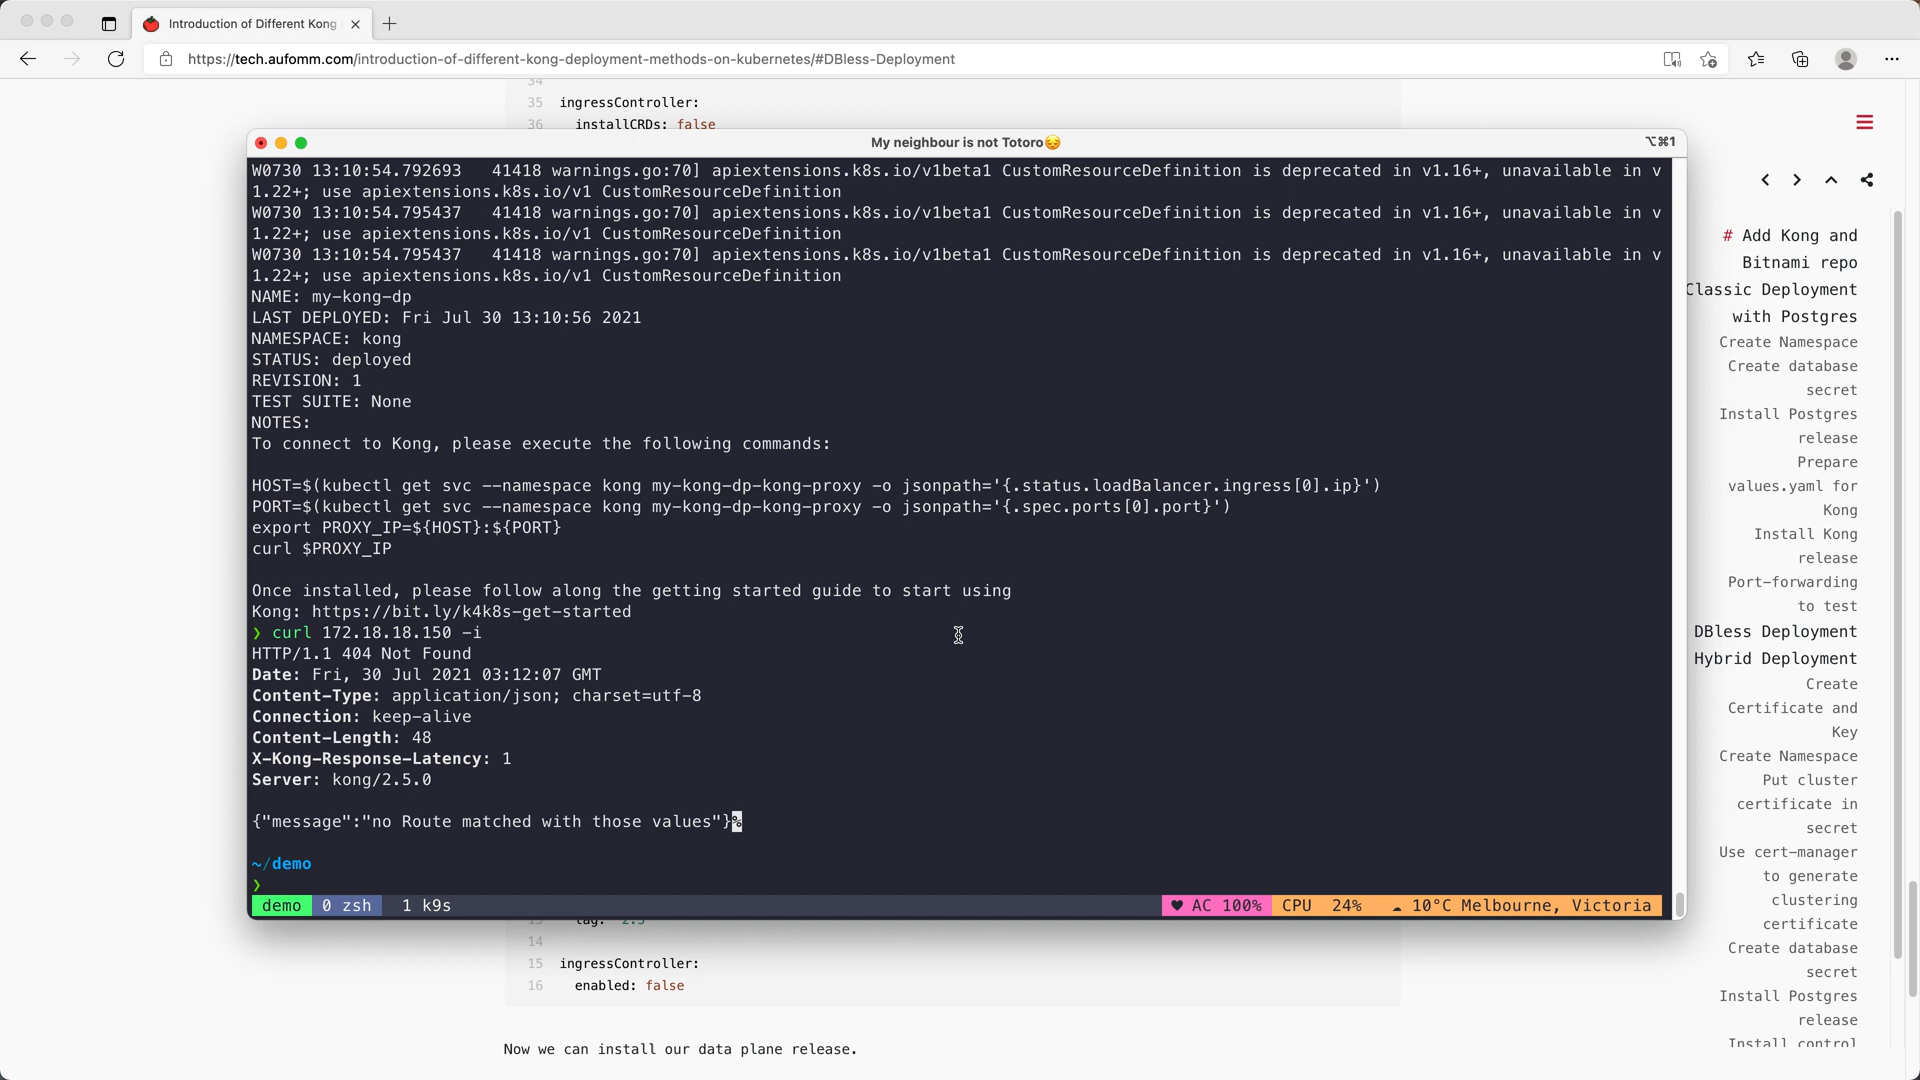 Introduction of Different Kong
https://tech.aufomm.com/introduction-of-different-kong-deployment-methods-on-kubernetes/#DBless-Deployment
34
35 ingressController:
36 installCRDs: false
My neighbour is not Totoro😔
⌥⌘1
W0730 13:10:54.792693   41418 warnings.go:70] apiextensions.k8s.io/v1beta1 CustomResourceDefinition is deprecated in v1.16+, unavailable in v
1.22+; use apiextensions.k8s.io/v1 CustomResourceDefinition
W0730 13:10:54.795437   41418 warnings.go:70] apiextensions.k8s.io/v1beta1 CustomResourceDefinition is deprecated in v1.16+, unavailable in v
1.22+; use apiextensions.k8s.io/v1 CustomResourceDefinition
W0730 13:10:54.795437   41418 warnings.go:70] apiextensions.k8s.io/v1beta1 CustomResourceDefinition is deprecated in v1.16+, unavailable in v
1.22+; use apiextensions.k8s.io/v1 CustomResourceDefinition
NAME: my-kong-dp
LAST DEPLOYED: Fri Jul 30 13:10:56 2021
NAMESPACE: kong
STATUS: deployed
REVISION: 1
TEST SUITE: None
NOTES:
To connect to Kong, please execute the following commands:
HOST=$(kubectl get svc --namespace kong my-kong-dp-kong-proxy -o jsonpath='{.status.loadBalancer.ingress[0].ip}')
PORT=$(kubectl get svc --namespace kong my-kong-dp-kong-proxy -o jsonpath='{.spec.ports[0].port}')
export PROXY_IP=${HOST}:${PORT}
curl $PROXY_IP
Once installed, please follow along the getting started guide to start using
Kong: https://bit.ly/k4k8s-get-started
❯ curl 172.18.18.150 -i
HTTP/1.1 404 Not Found
Date: Fri, 30 Jul 2021 03:12:07 GMT
Content-Type: application/json; charset=utf-8
Connection: keep-alive
Content-Length: 48
X-Kong-Response-Latency: 1
Server: kong/2.5.0
{"message":"no Route matched with those values"}%
~/demo
❯
demo 0 zsh 1 k9s ♥ AC 100% CPU 24% ☁ 10°C Melbourne, Victoria
14
15 ingressController:
16 enabled: false
Now we can install our data plane release.
# Add Kong and
Bitnami repo
Classic Deployment
with Postgres
Create Namespace
Create database
secret
Install Postgres
release
Prepare
values.yaml for
Kong
Install Kong
release
Port-forwarding
to test
DBless Deployment
Hybrid Deployment
Create
Certificate and
Key
Create Namespace
Put cluster
certificate in
secret
Use cert-manager
to generate
clustering
certificate
Create database
secret
Install Postgres
release
Install control